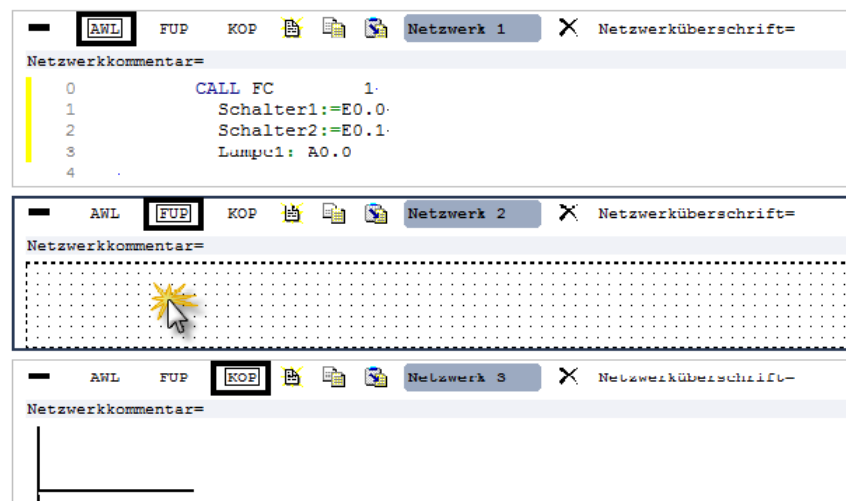 AWL FUP KOP Netzwerk 1 Netzwerküberschrift=
Netzwerkkommentar=
0 CALL FC 1
1 Schalter1:=E0.0
2 Schalter2:=E0.1
3 Lampe1: A0.0
4
AWL FUP KOP Netzwerk 2 Netzwerküberschrift=
Netzwerkkommentar=
AWL FUP KOP Netzwerk 3 Netzwerküberschrift=
Netzwerkkommentar=